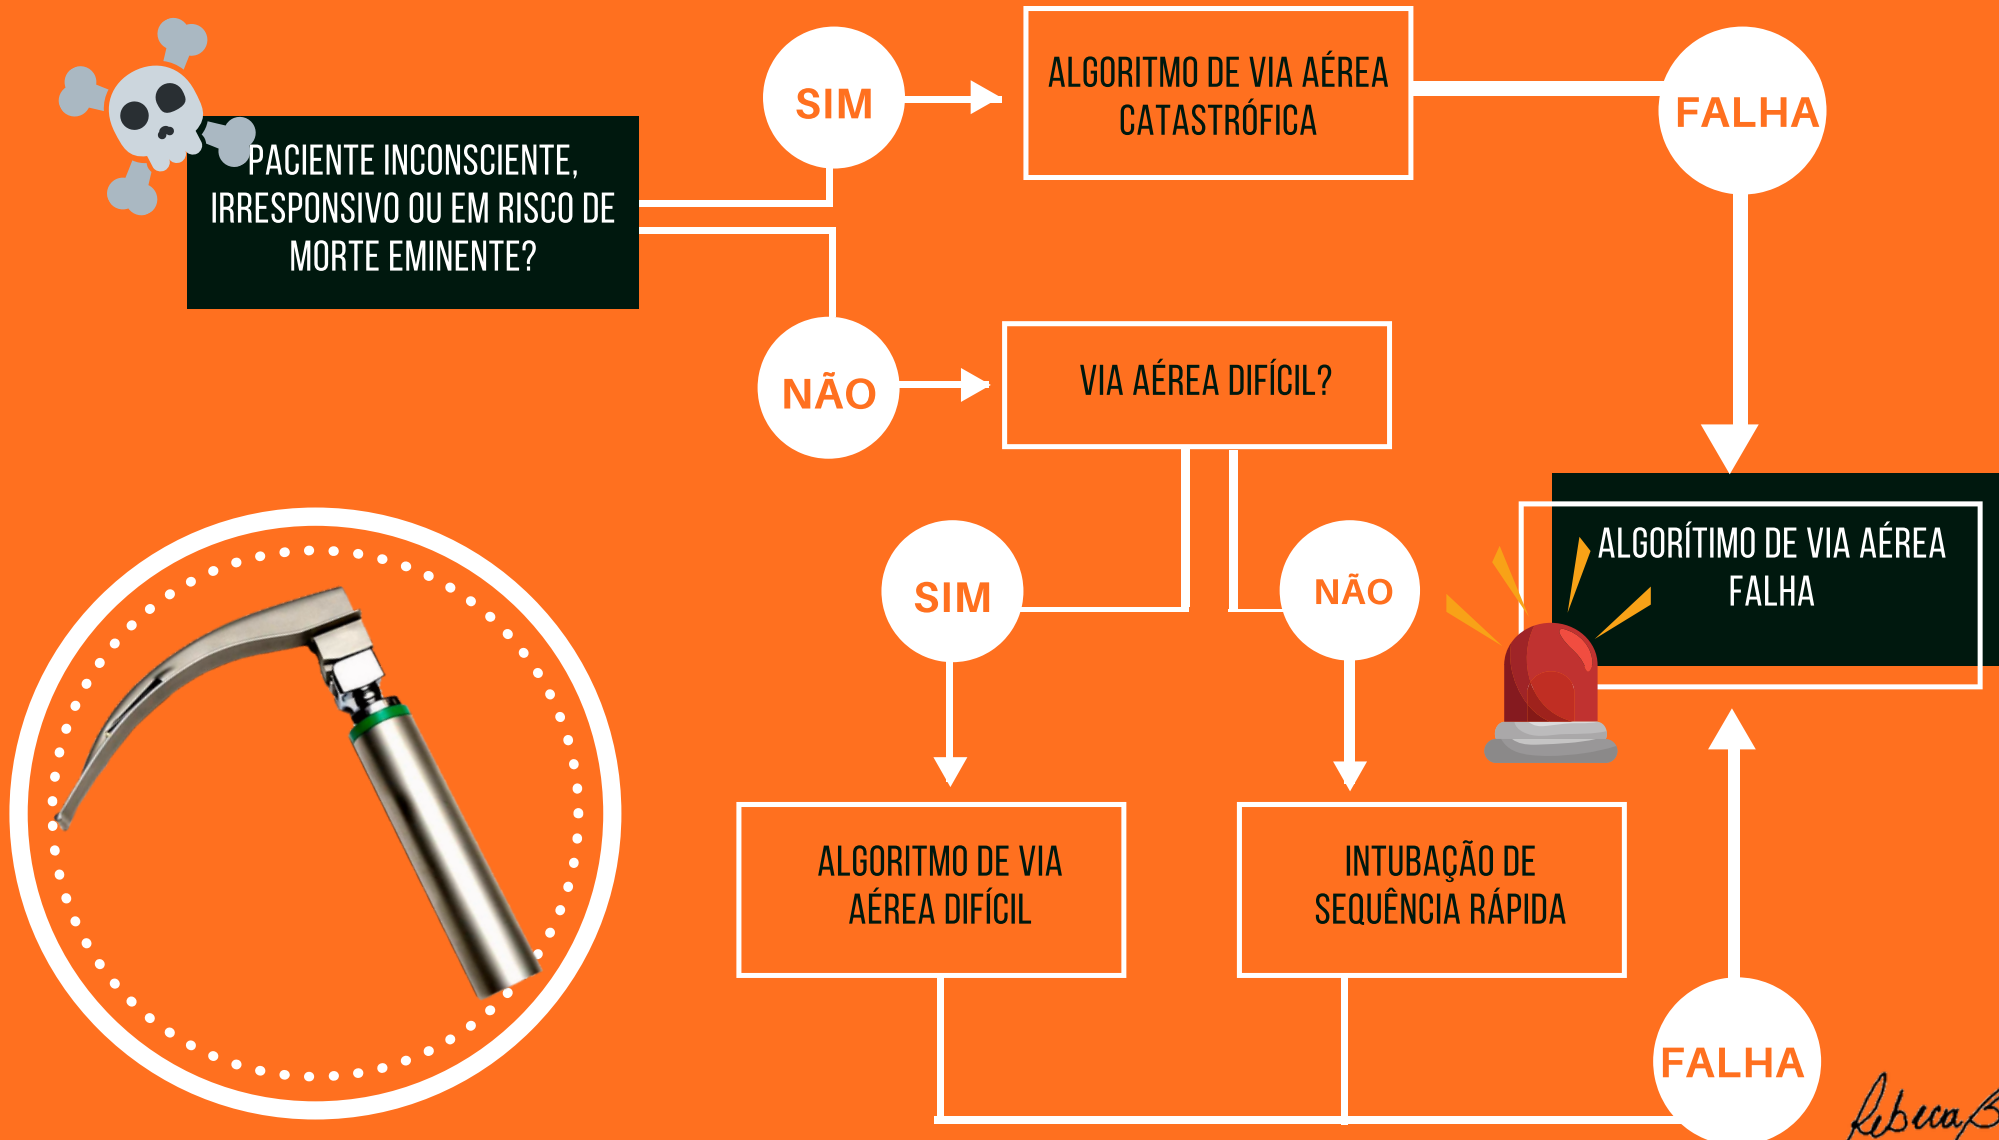 PACIENTE INCONSCIENTE,
IRRESPONSIVO OU EM RISCO DE
MORTE EMINENTE?
SIM
ALGORITMO DE VIA AÉREA
CATASTRÓFICA
FALHA
NÃO
VIA AÉREA DIFÍCIL?
SIM
NÃO
ALGORÍTIMO DE VIA AÉREA
FALHA
ALGORITMO DE VIA
AÉREA DIFÍCIL
INTUBAÇÃO DE
SEQUÊNCIA RÁPIDA
FALHA
Rebeca B